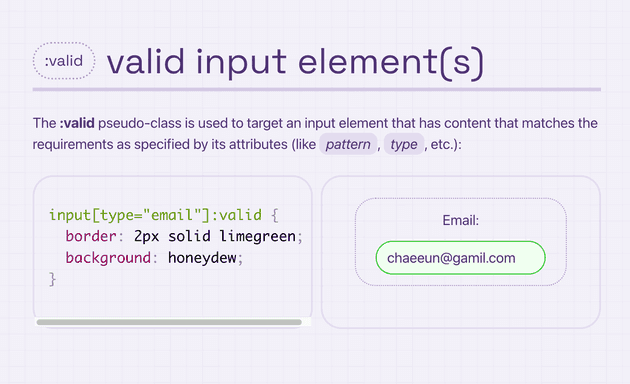 :valid valid input element(s)
The :valid pseudo-class is used to target an input element that has content that matches the
requirements as specified by its attributes (like pattern, type, etc.):
input[type="email"]:valid {
  border: 2px solid limegreen;
  background: honeydew;
}
Email:
chaeeun@gamil.com